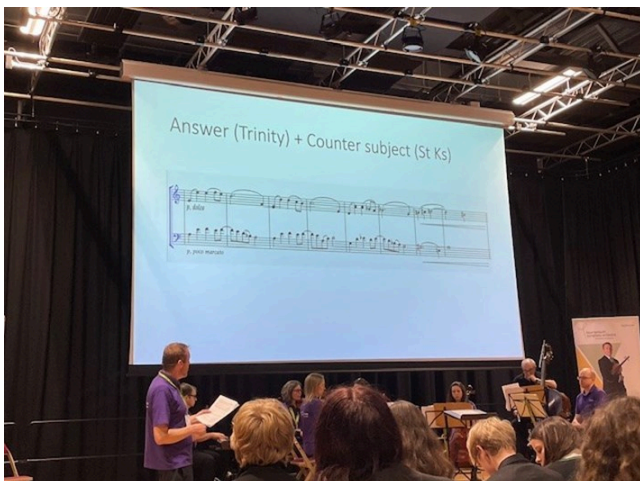 Answer (Trinity) + Counter subject (St Ks)
p. dolce
p. poco marcato